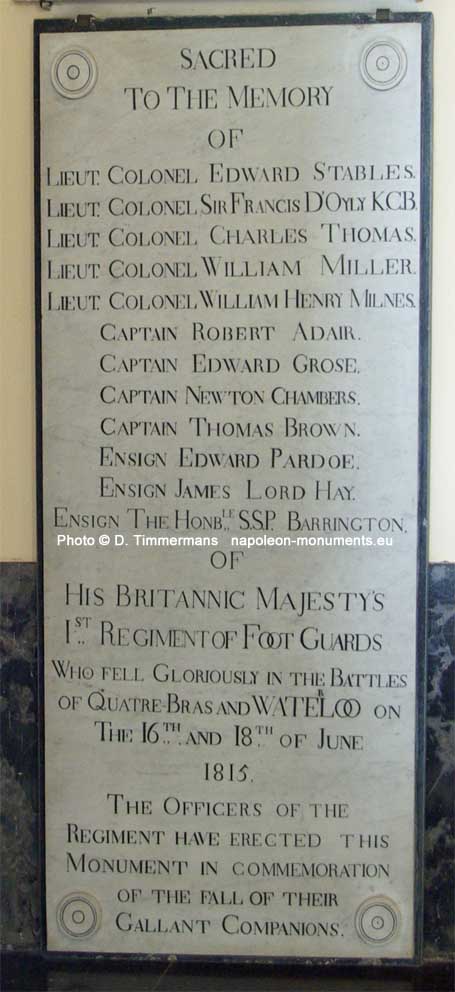 SACRED
TO THE MEMORY
OF
LIEUT. COLONEL EDWARD STABLES.
LIEUT. COLONEL SIR FRANCIS D'OYLY K.C.B.
LIEUT. COLONEL CHARLES THOMAS.
LIEUT. COLONEL WILLIAM MILLER.
LIEUT. COLONEL WILLIAM HENRY MILNES.
CAPTAIN ROBERT ADAIR.
CAPTAIN EDWARD GROSE.
CAPTAIN NEWTON CHAMBERS.
CAPTAIN THOMAS BROWN.
ENSIGN EDWARD PARDOE.
ENSIGN JAMES LORD HAY.
ENSIGN THE HONBLE. S.S.P. BARRINGTON.
Photo © D. Timmermans napoleon-monuments.eu
OF
HIS BRITANNIC MAJESTY'S
1ST REGIMENT OF FOOT GUARDS
WHO FELL GLORIOUSLY IN THE BATTLES
OF QUATRE-BRAS AND WATERLOO ON
THE 16TH. AND 18TH OF JUNE
1815.
THE OFFICERS OF THE
REGIMENT HAVE ERECTED THIS
MONUMENT IN COMMEMORATION
OF THE FALL OF THEIR
GALLANT COMPANIONS.